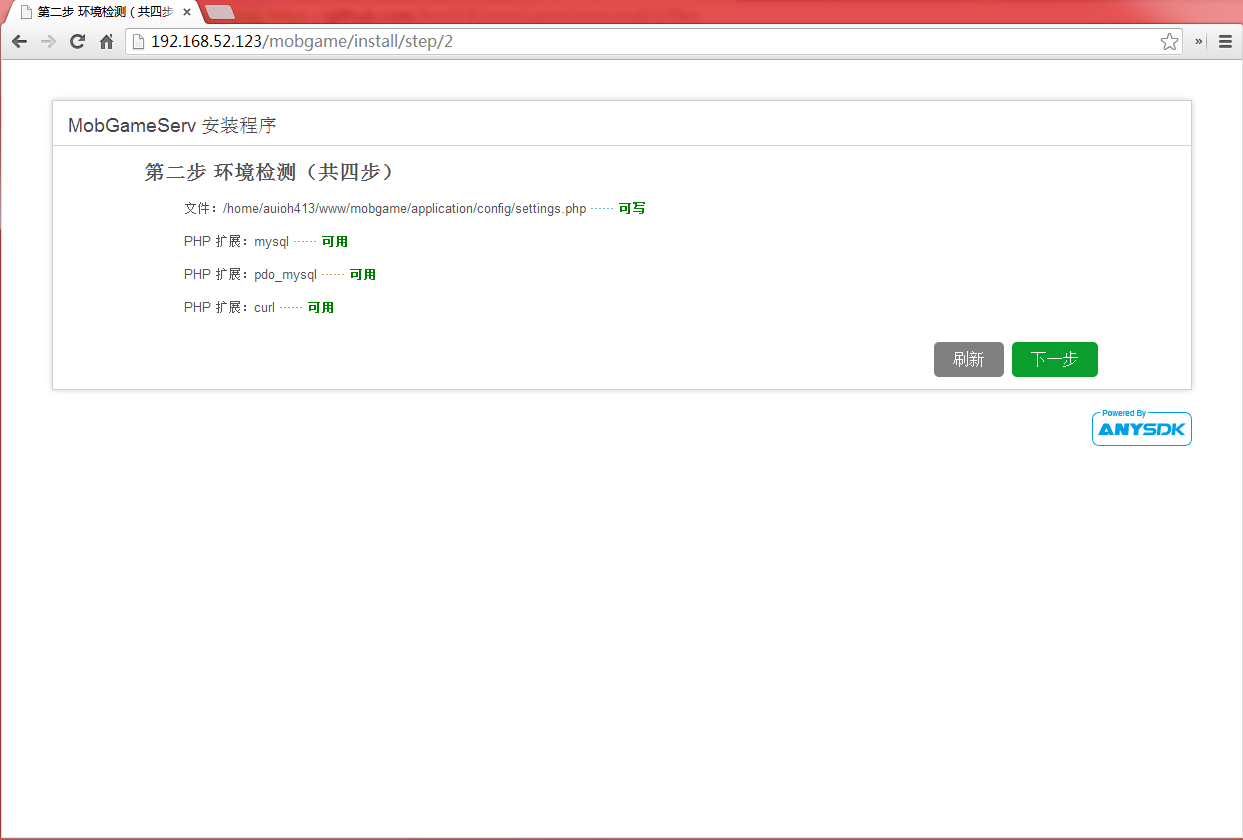 第二步 环境检测（共四步
192.168.52.123/mobgame/install/step/2
MobGameServ 安装程序
第二步 环境检测（共四步）
文件：/home/auioh413/www/mobgame/application/config/settings.php ······ 可写
PHP 扩展：mysql ······ 可用
PHP 扩展：pdo_mysql ······ 可用
PHP 扩展：curl ······ 可用
刷新 下一步
Powered By
ANYSDK